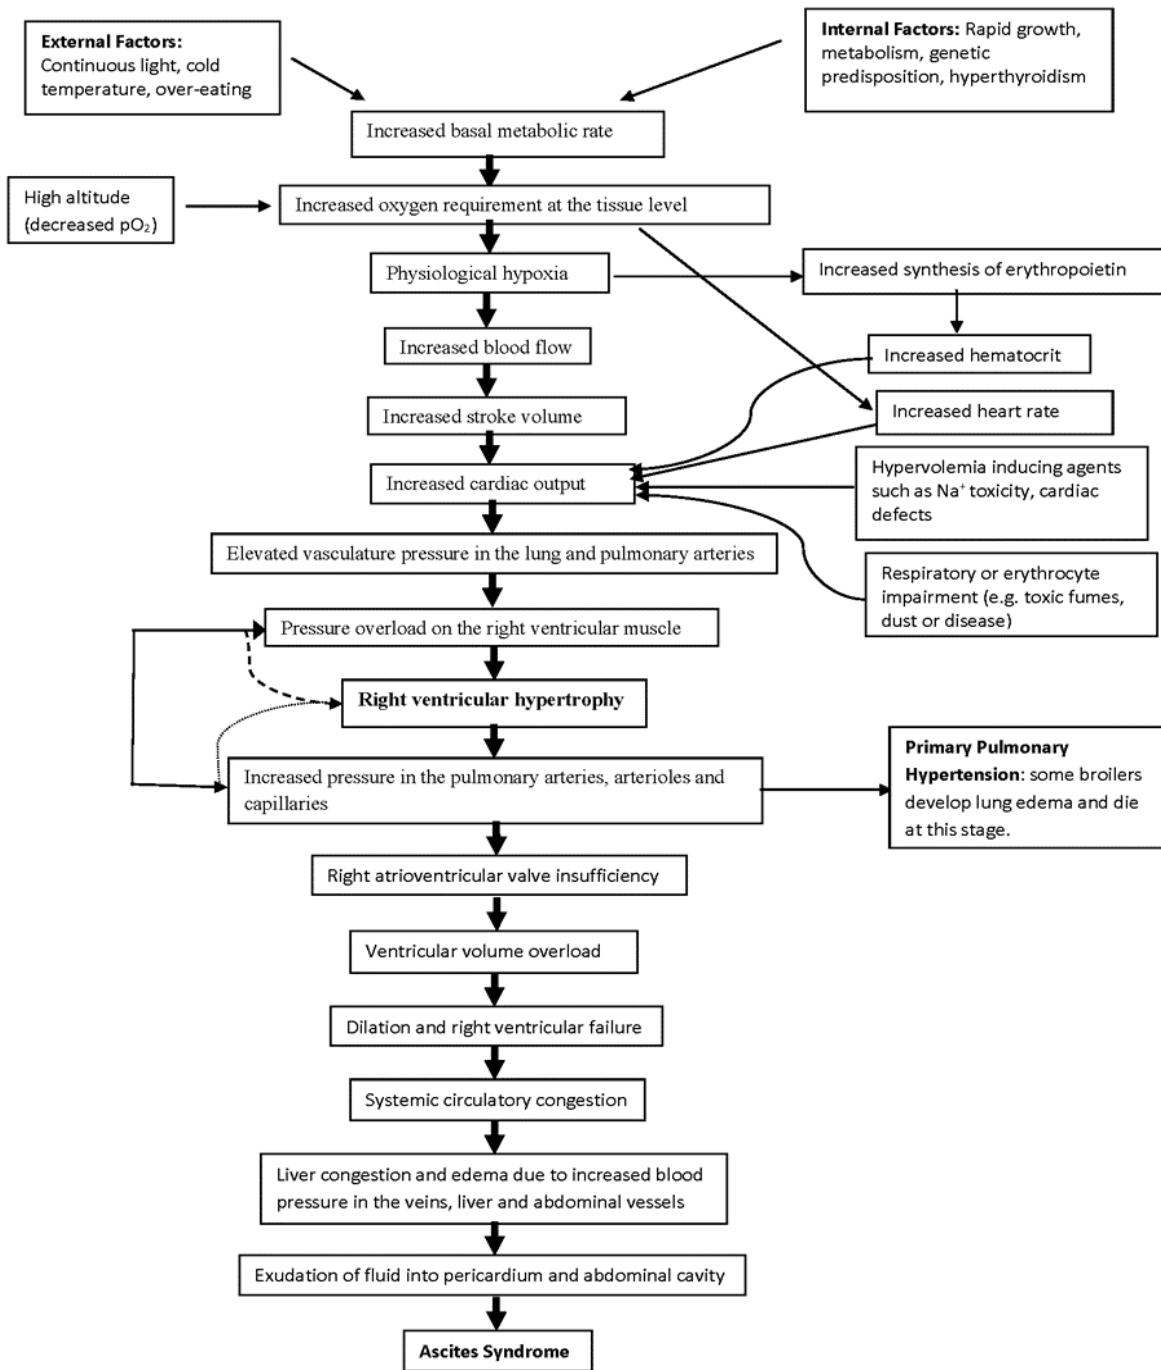 External Factors:
Continuous light, cold
temperature, over-eating
Internal Factors: Rapid growth,
metabolism, genetic
predisposition, hyperthyroidism
Increased basal metabolic rate
High altitude
(decreased pO₂)
Increased oxygen requirement at the tissue level
Physiological hypoxia
Increased synthesis of erythropoietin
Increased blood flow
Increased hematocrit
Increased stroke volume
Increased heart rate
Increased cardiac output
Hypervolemia inducing agents
such as Na⁺ toxicity, cardiac
defects
Elevated vasculature pressure in the lung and pulmonary arteries
Respiratory or erythrocyte
impairment (e.g. toxic fumes,
dust or disease)
Pressure overload on the right ventricular muscle
Right ventricular hypertrophy
Increased pressure in the pulmonary arteries, arterioles and
capillaries
Primary Pulmonary
Hypertension: some broilers
develop lung edema and die
at this stage.
Right atrioventricular valve insufficiency
Ventricular volume overload
Dilation and right ventricular failure
Systemic circulatory congestion
Liver congestion and edema due to increased blood
pressure in the veins, liver and abdominal vessels
Exudation of fluid into pericardium and abdominal cavity
Ascites Syndrome